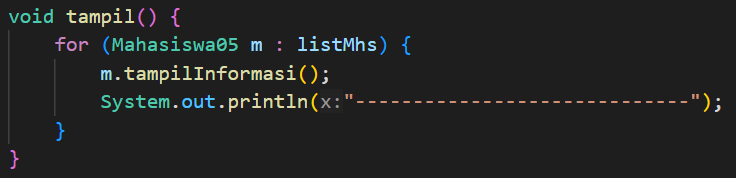 void tampil() {
    for (Mahasiswa05 m : listMhs) {
        m.tampilInformasi();
        System.out.println(x:"-----------------------------");
    }
}